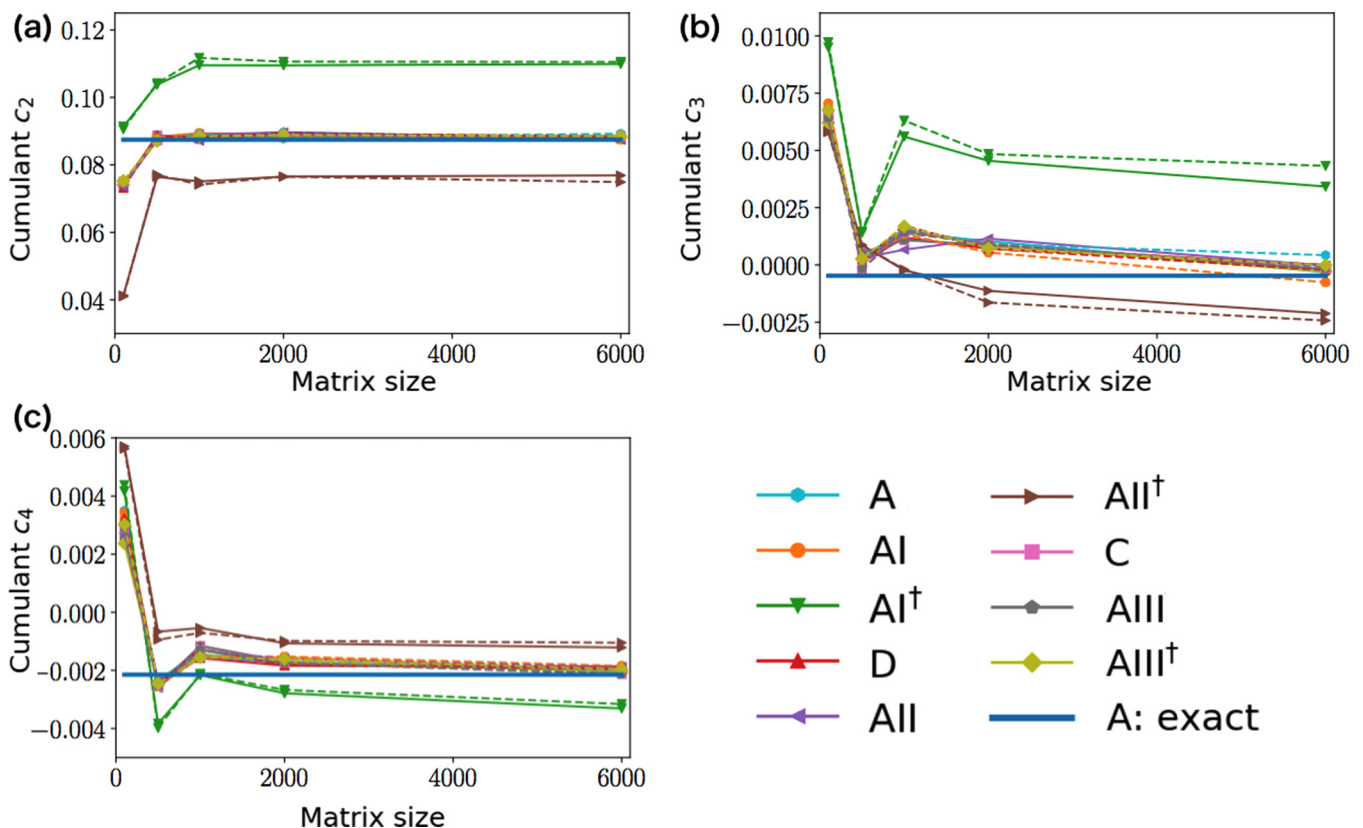 (a)
0.12
0.10
0.08
0.06
0.04
Cumulant c₂
0 2000 4000 6000
Matrix size
(b)
0.0100
0.0075
0.0050
0.0025
0.0000
−0.0025
Cumulant c₃
0 2000 4000 6000
Matrix size
(c)
0.006
0.004
0.002
0.000
−0.002
−0.004
Cumulant c₄
0 2000 4000 6000
Matrix size
A
AI
AI†
D
AII
AII†
C
AIII
AIII†
A: exact